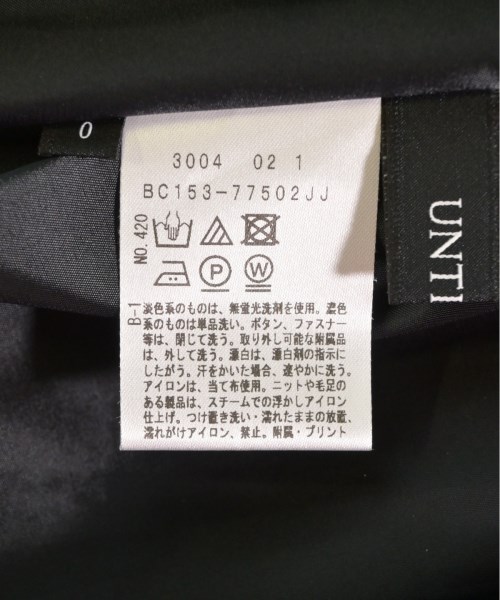 0
3004 02 1
BC153-77502JJ
NO.420
P
W
B-1
淡色系のものは、無蛍光洗剤を使用。濃色
系のものは単品洗い。ボタン、ファスナー
等は、閉じて洗う。取り外し可能な附属品
は、外して洗う。漂白は、漂白剤の指示に
したがう。汗をかいた場合、速やかに洗う。
アイロンは、当て布使用。ニットや毛足の
ある製品は、スチームでの浮かしアイロン
仕上げ。つけ置き洗い・濡れたままの放置、
濡れがけアイロン、禁止。附属・プリント
UNTI